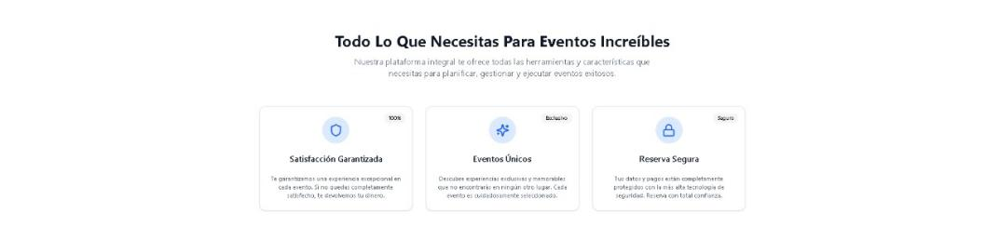 Todo Lo Que Necesitas Para Eventos Increíbles
Nuestra plataforma integral te ofrece todas las herramientas y características que
necesitas para planificar, gestionar y ejecutar eventos exitosos.
100%
Satisfacción Garantizada
Te garantizamos una experiencia excepcional en
cada evento. Si no quedas completamente
satisfecho, te devolvemos tu dinero.
Exclusivo
Eventos Únicos
Descubre experiencias exclusivas y memorables
que no encontrarás en ningún otro lugar. Cada
evento es cuidadosamente seleccionado.
Seguro
Reserva Segura
Tus datos y pagos están completamente
protegidos con la más alta tecnología de
seguridad. Reserva con total confianza.